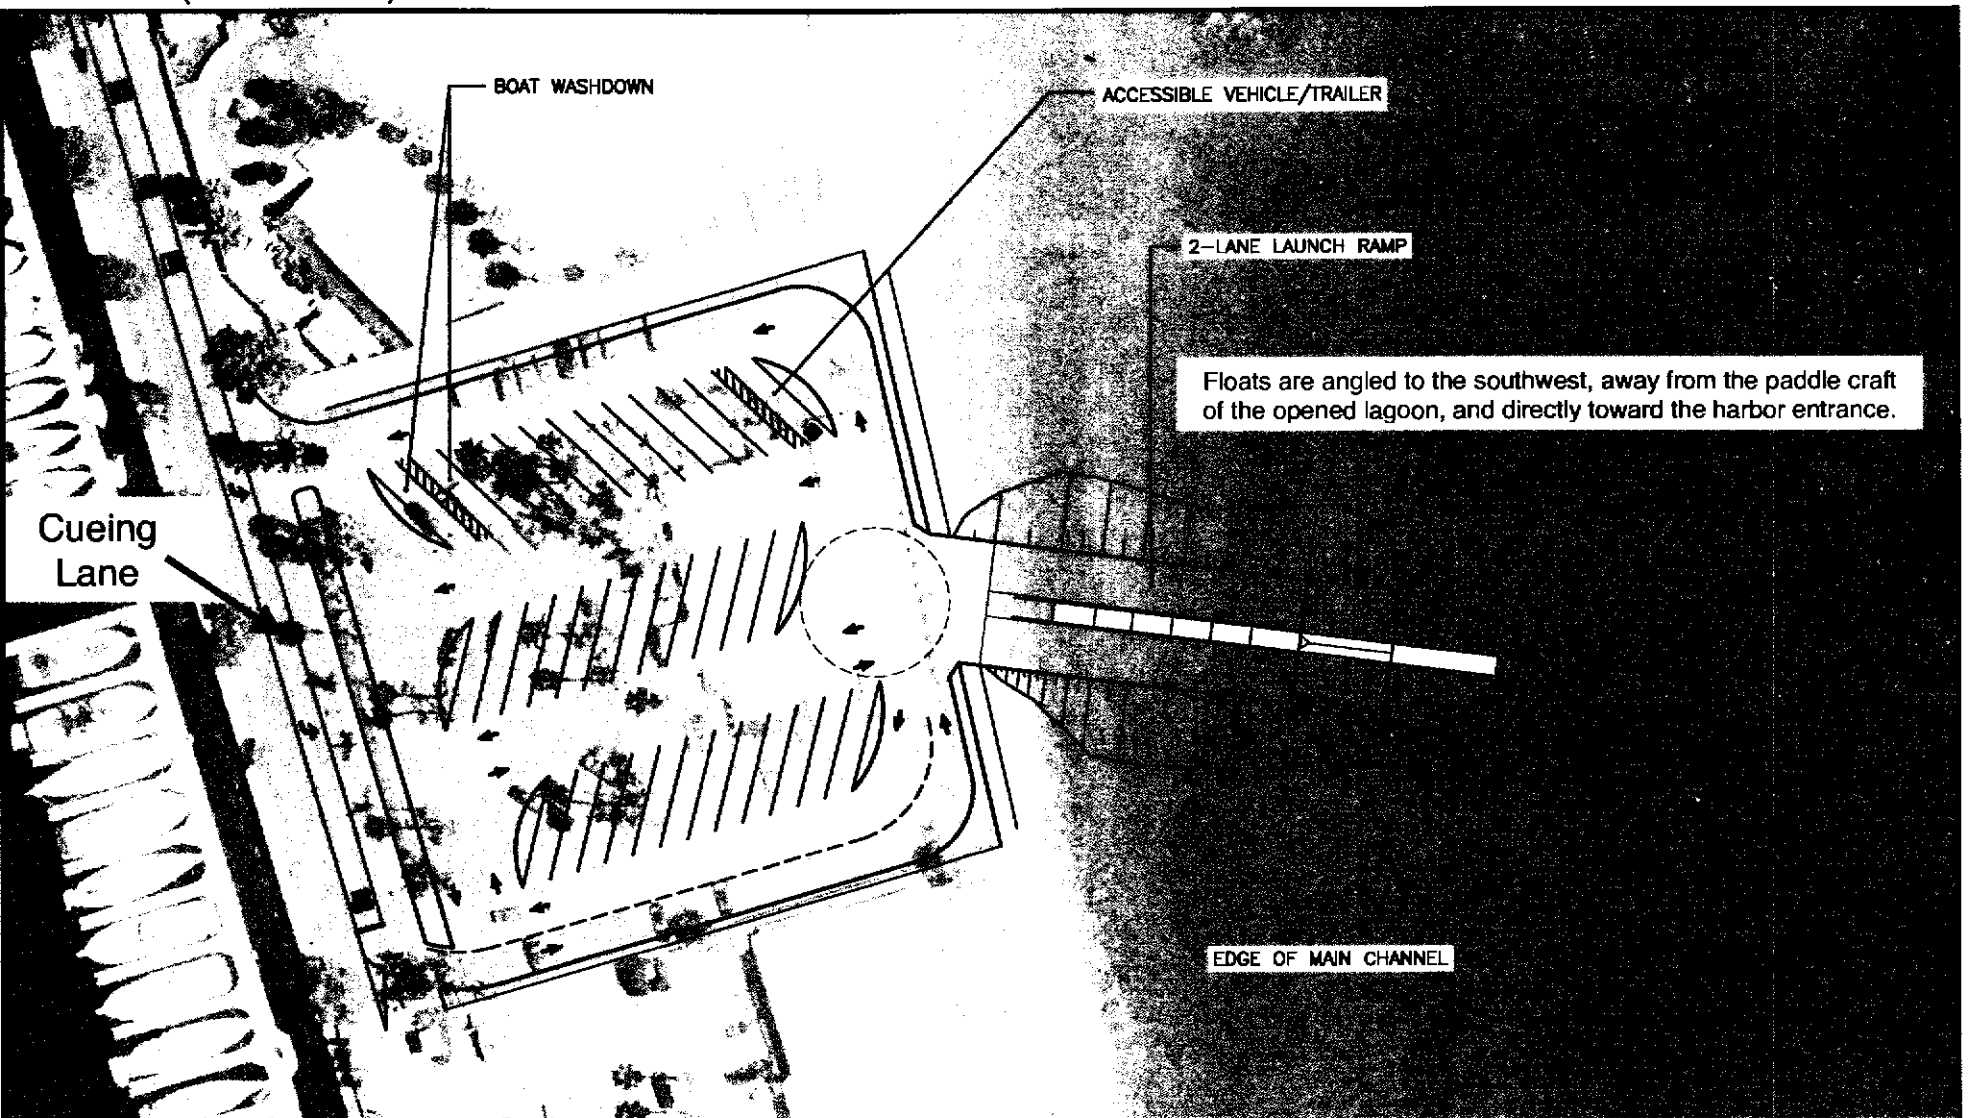 BOAT WASHDOWN
ACCESSIBLE VEHICLE/TRAILER
2-LANE LAUNCH RAMP
Floats are angled to the southwest, away from the paddle craft
of the opened lagoon, and directly toward the harbor entrance.
Cueing
Lane
EDGE OF MAIN CHANNEL